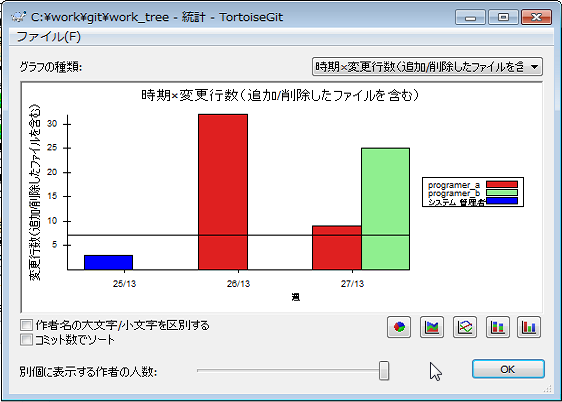 C:¥work¥git¥work_tree - 統計 - TortoiseGit
ファイル(F)
グラフの種類:
時期×変更行数(追加/削除したファイルを含
時期×変更行数(追加/削除したファイルを含む)
変更行数(追加/削除したファイルを含む)
30
25
20
15
10
5
25/13
26/13
27/13
週
programer_a
programer_b
システム 管理者
作者名の大文字/小文字を区別する
コミット数でソート
別個に表示する作者の人数:
OK